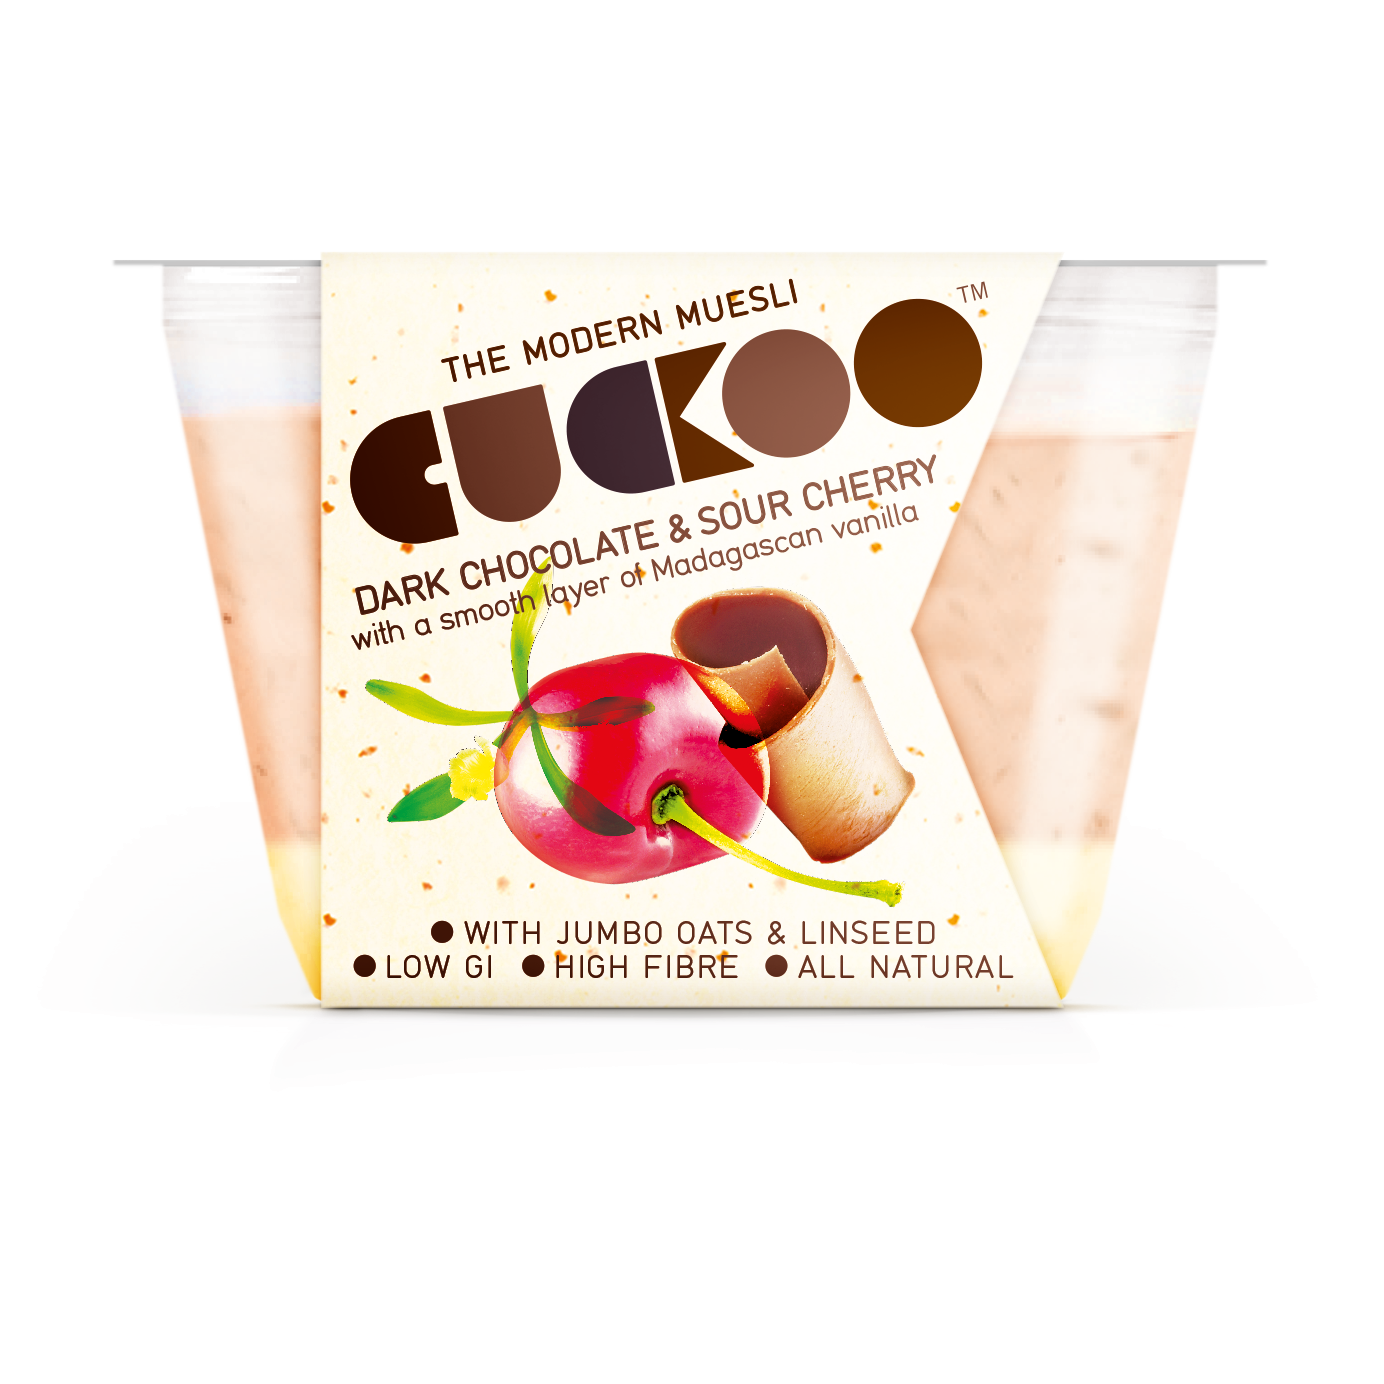 THE MODERN MUESLI
CUCKOO™
DARK CHOCOLATE & SOUR CHERRY
with a smooth layer of Madagascan vanilla
● WITH JUMBO OATS & LINSEED
● LOW GI ● HIGH FIBRE ● ALL NATURAL